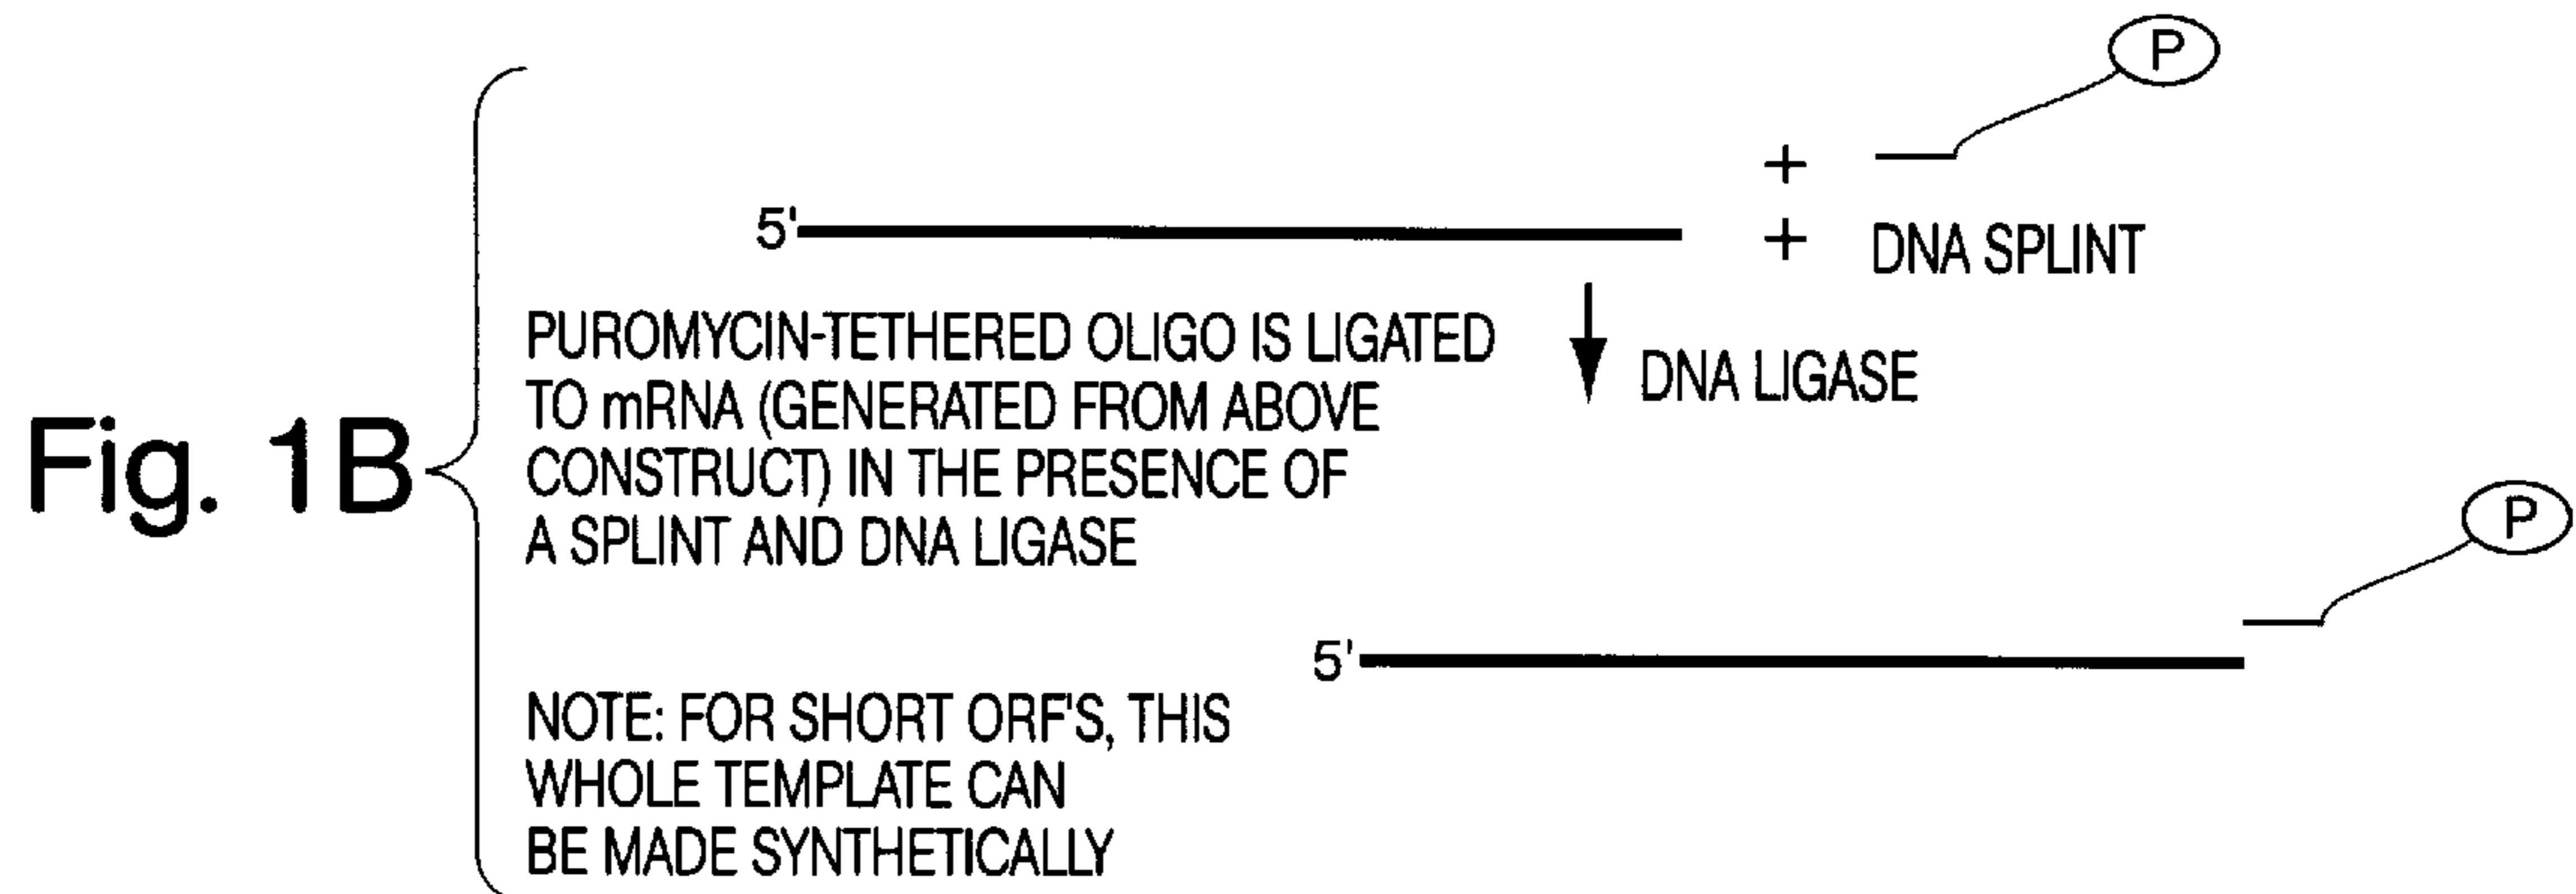 P
+
5'
+ DNA SPLINT
PUROMYCIN-TETHERED OLIGO IS LIGATED
TO mRNA (GENERATED FROM ABOVE
CONSTRUCT) IN THE PRESENCE OF
A SPLINT AND DNA LIGASE
DNA LIGASE
Fig. 1B
P
5'
NOTE: FOR SHORT ORF'S, THIS
WHOLE TEMPLATE CAN
BE MADE SYNTHETICALLY